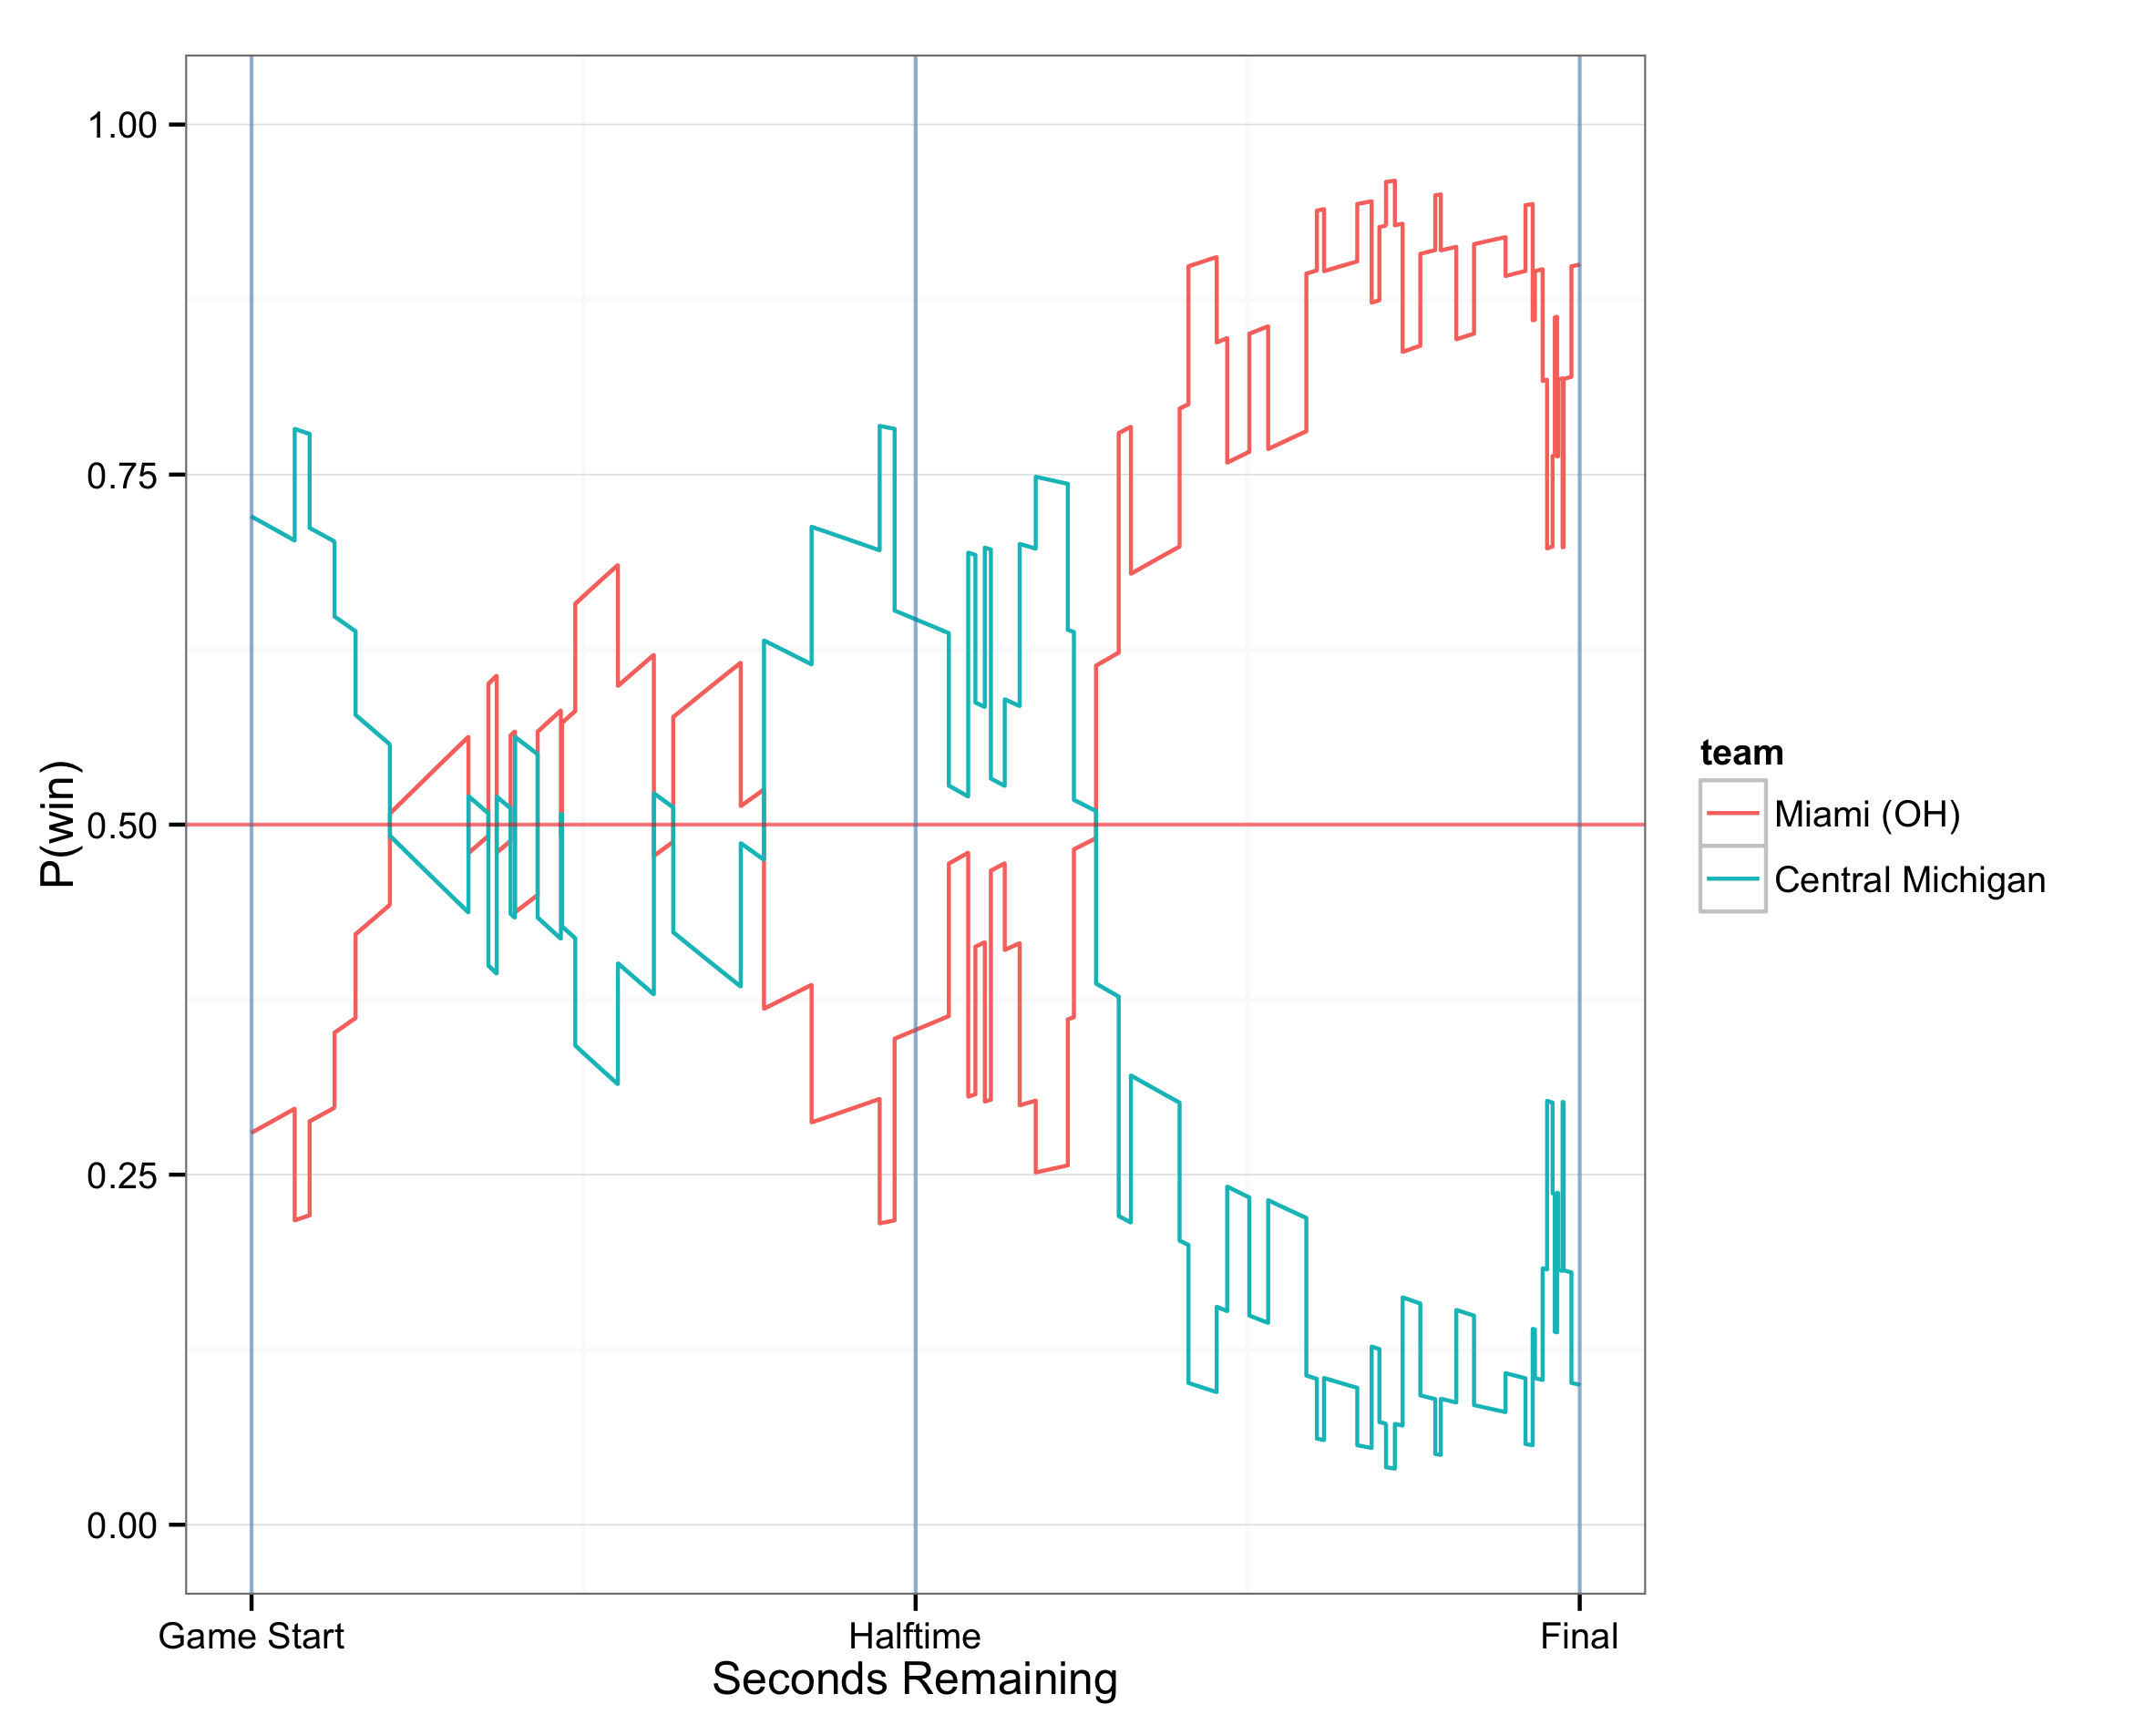 1.00
0.75
0.50
0.25
0.00
P(win)
Game Start
Halftime
Final
Seconds Remaining
team
Miami (OH)
Central Michigan